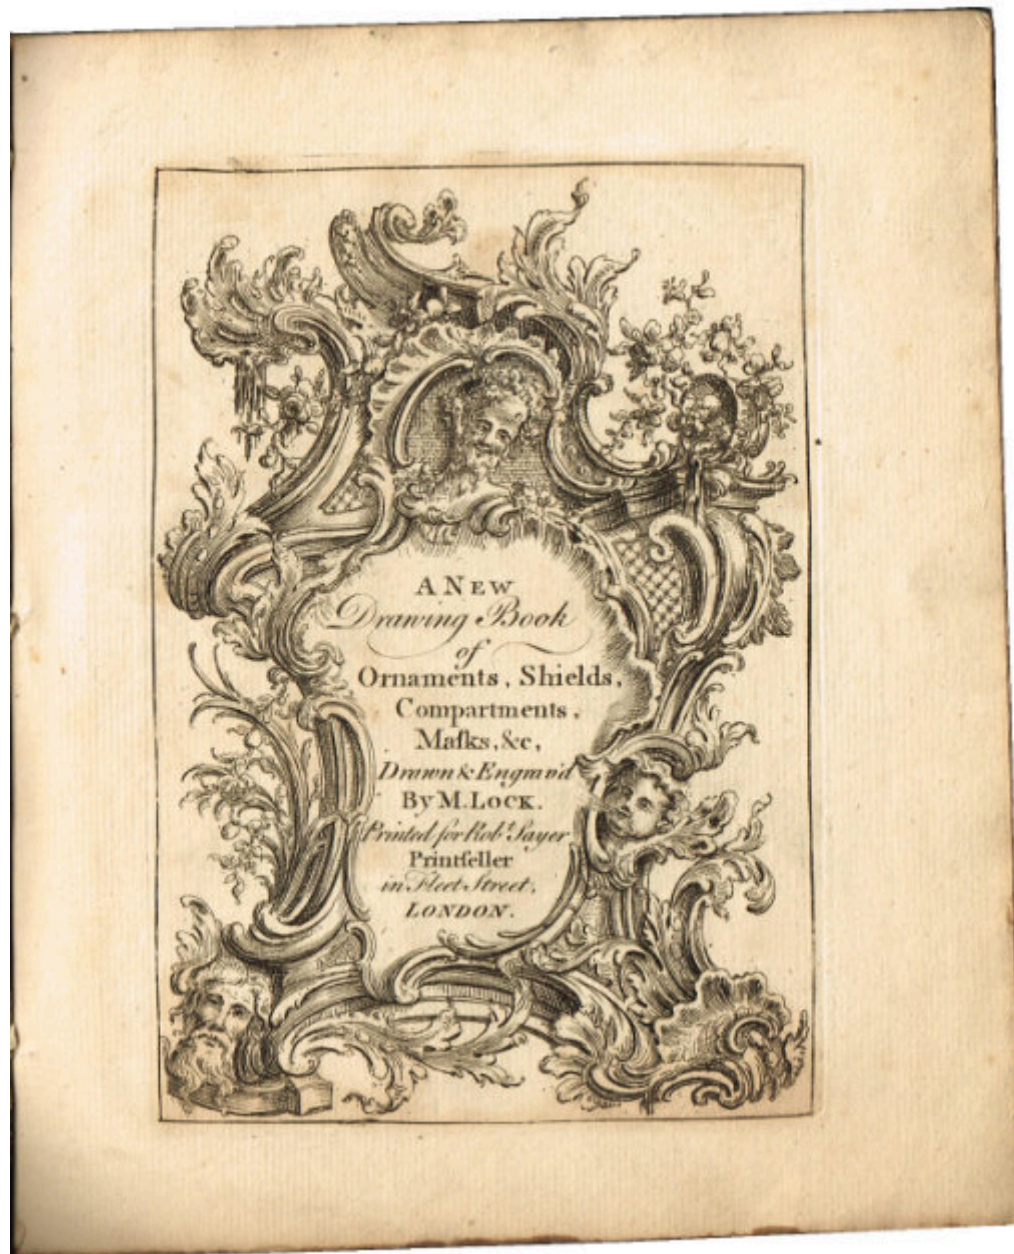 A NEW
Drawing Book
of
Ornaments, Shields,
Compartments,
Maſks, &c,
Drawn & Engrav'd
By M. LOCK.
Printed for Rob.t Sayer
Printſeller
in Fleet Street,
LONDON.